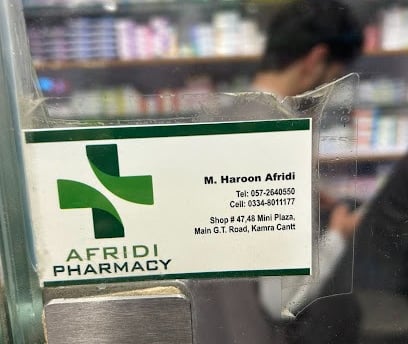 M. Haroon Afridi
Tel: 057-2640550
Cell: 0334-8011177
Shop # 47,48 Mini Plaza,
Main G.T. Road, Kamra Cantt
AFRIDI
PHARMACY